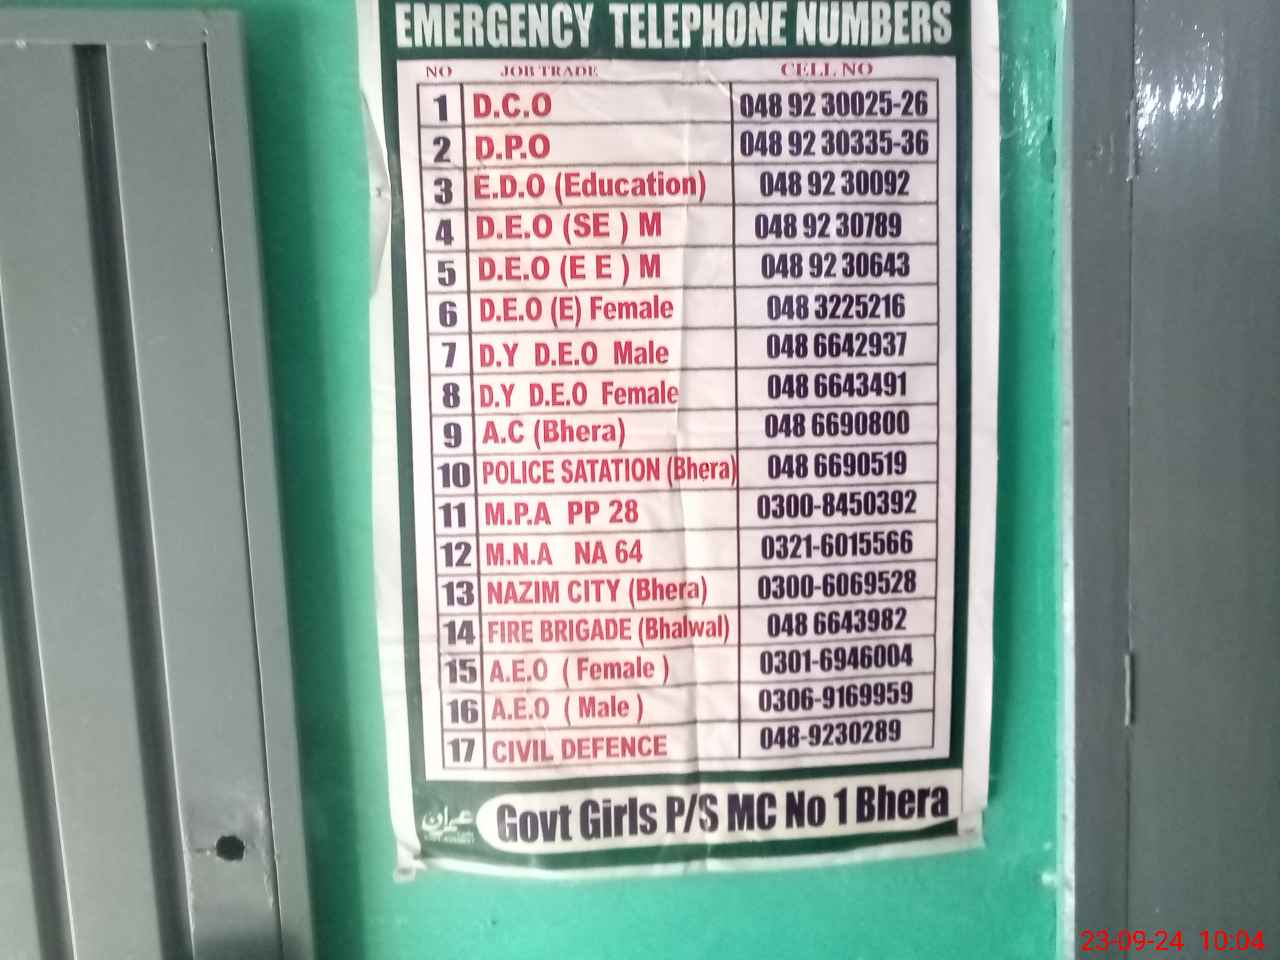 EMERGENCY TELEPHONE NUMBERS
NO JOB TRADE CELL NO
1 D.C.O 048 92 30025-26
2 D.P.O 048 92 30335-36
3 E.D.O (Education) 048 92 30092
4 D.E.O (SE ) M 048 92 30789
5 D.E.O (E E ) M 048 92 30643
6 D.E.O (E) Female 048 3225216
7 D.Y D.E.O Male 048 6642937
8 D.Y D.E.O Female 048 6643491
9 A.C (Bhera) 048 6690800
10 POLICE SATATION (Bhera) 048 6690519
11 M.P.A PP 28 0300-8450392
12 M.N.A NA 64 0321-6015566
13 NAZIM CITY (Bhera) 0300-6069528
14 FIRE BRIGADE (Bhalwal) 048 6643982
15 A.E.O ( Female ) 0301-6946004
16 A.E.O ( Male ) 0306-9169959
17 CIVIL DEFENCE 048-9230289
عمران
Govt Girls P/S MC No 1 Bhera
23-09-24 10:04